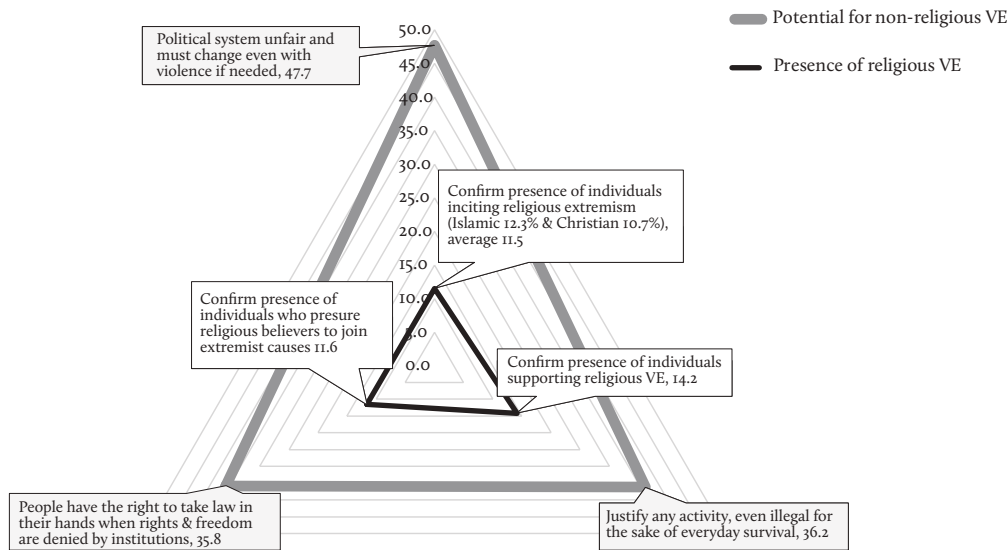 Potential for non-religious VE
Presence of religious VE
Political system unfair and
must change even with
violence if needed, 47.7
50.0
45.0
40.0
35.0
30.0
25.0
20.0
15.0
10.0
5.0
0.0
Confirm presence of individuals
inciting religious extremism
(Islamic 12.3% & Christian 10.7%),
average 11.5
Confirm presence of
individuals who presure
religious believers to join
extremist causes 11.6
Confirm presence of individuals
supporting religious VE, 14.2
People have the right to take law in
their hands when rights & freedom
are denied by institutions, 35.8
Justify any activity, even illegal for
the sake of everyday survival, 36.2